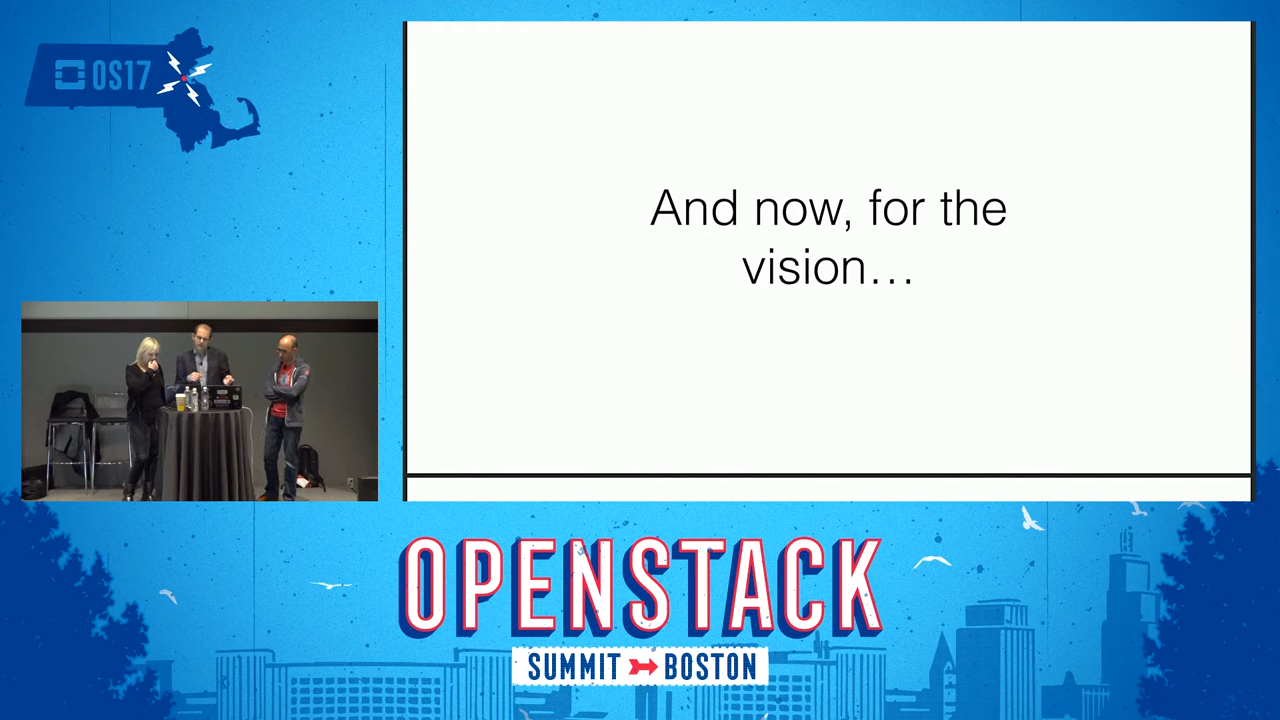 OS17
And now, for the
vision…
OPENSTACK
SUMMIT BOSTON